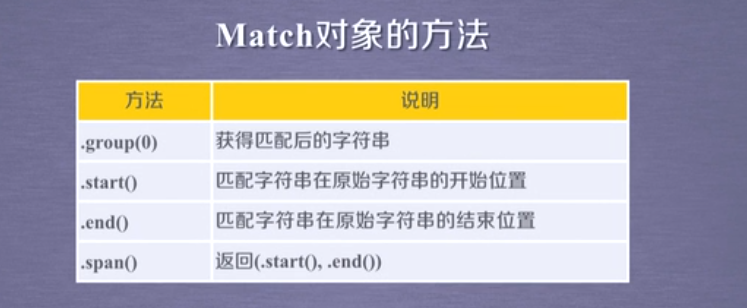 Match对象的方法
方法 说明
.group(0) 获得匹配后的字符串
.start() 匹配字符串在原始字符串的开始位置
.end() 匹配字符串在原始字符串的结束位置
.span() 返回(.start(), .end())